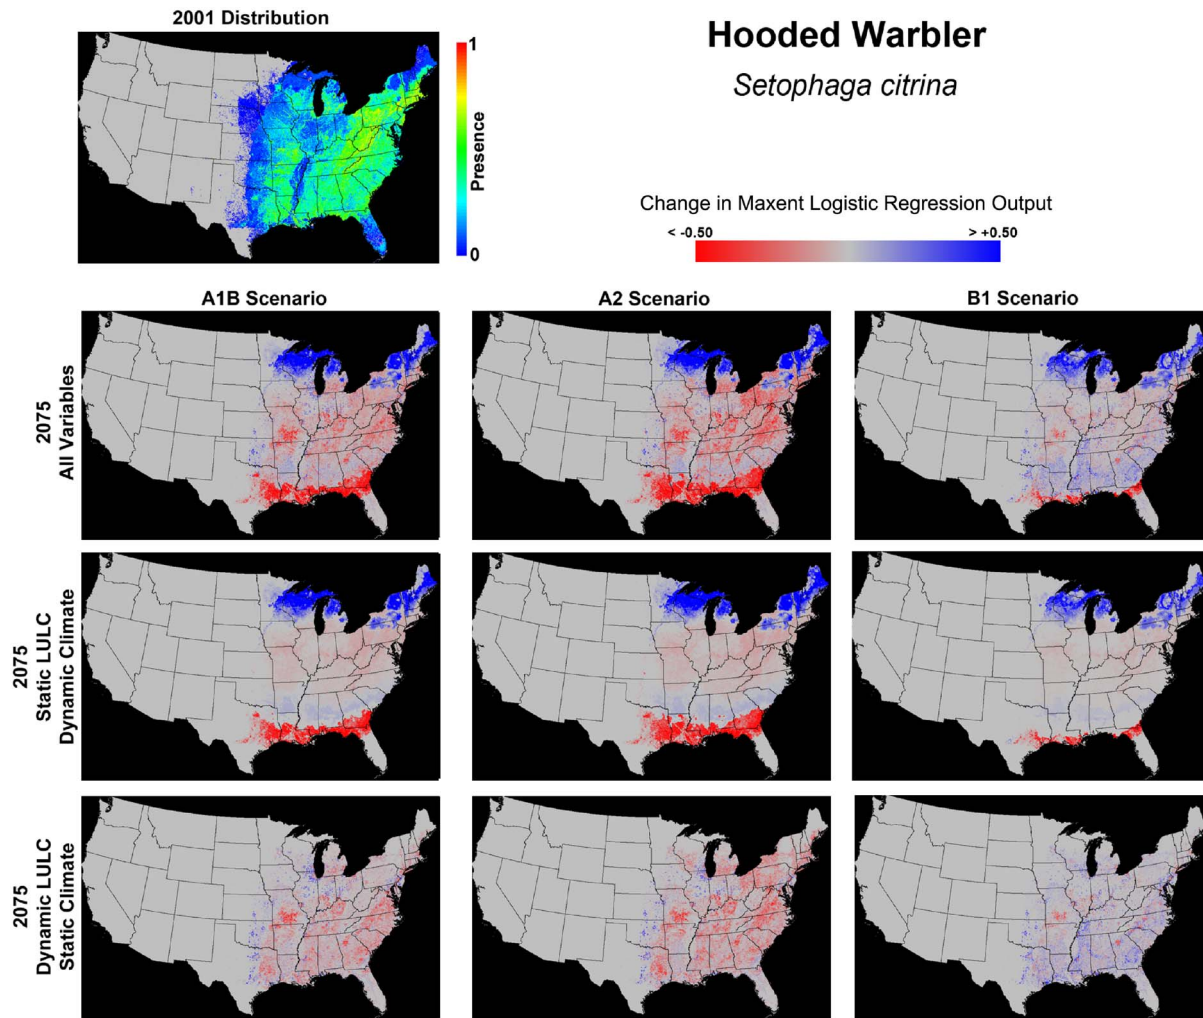 2001 Distribution
1
Presence
0
Hooded Warbler
Setophaga citrina
Change in Maxent Logistic Regression Output
< -0.50
> +0.50
A1B Scenario
A2 Scenario
B1 Scenario
2075
All Variables
2075
Static LULC
Dynamic Climate
2075
Dynamic LULC
Static Climate